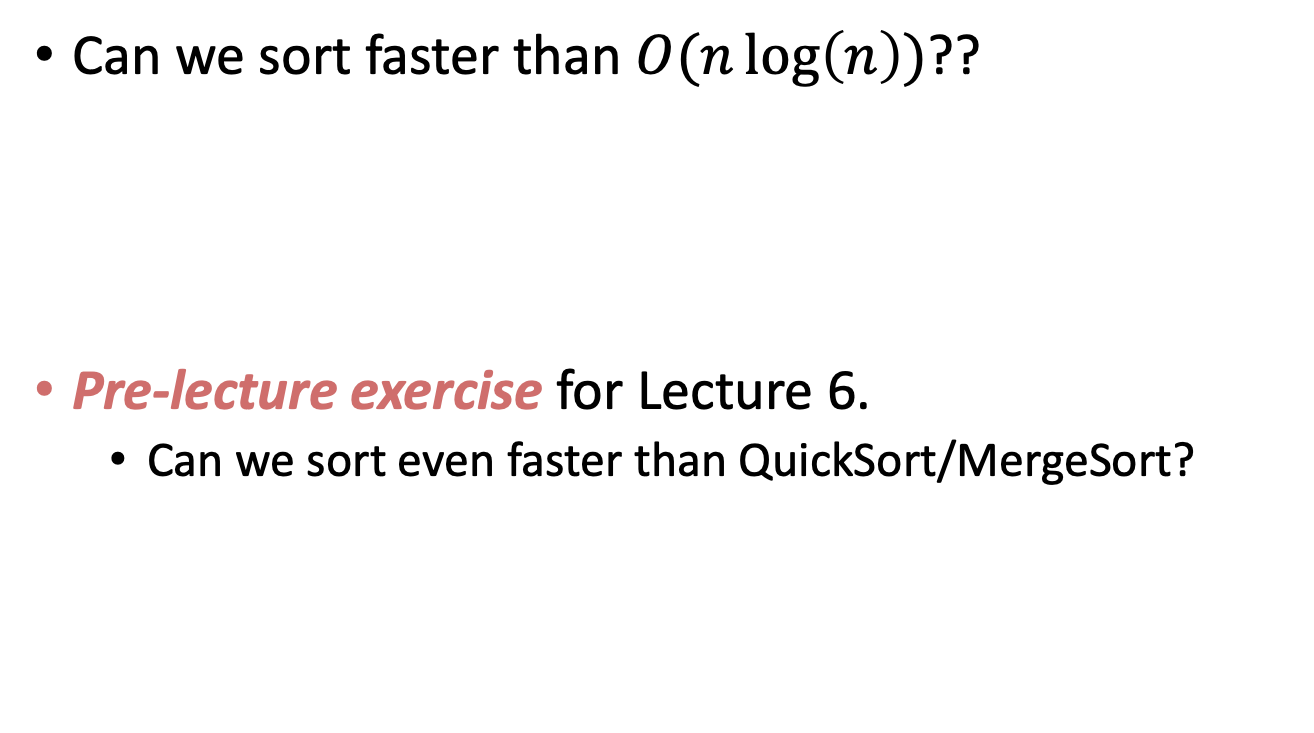 • Can we sort faster than O(n log(n))??
• Pre-lecture exercise for Lecture 6.
• Can we sort even faster than QuickSort/MergeSort?